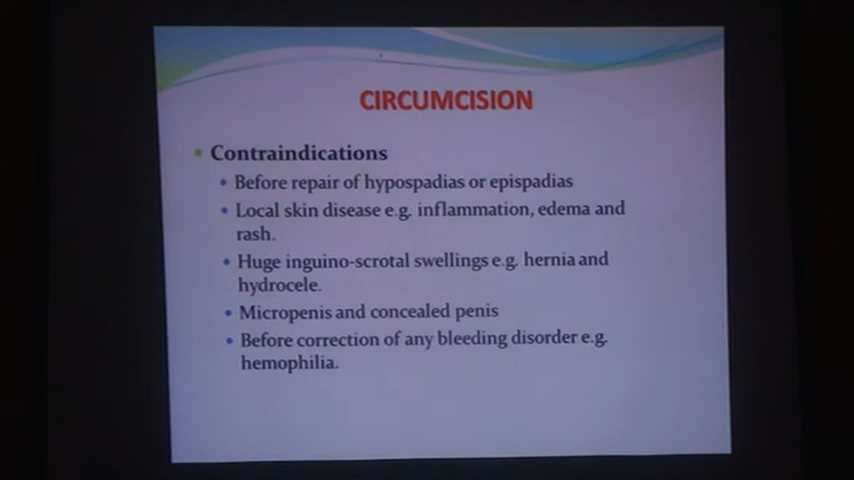 CIRCUMCISION
Contraindications
Before repair of hypospadias or epispadias
Local skin disease e.g. inflammation, edema and
rash.
Huge inguino-scrotal swellings e.g. hernia and
hydrocele.
Micropenis and concealed penis
Before correction of any bleeding disorder e.g.
hemophilia.